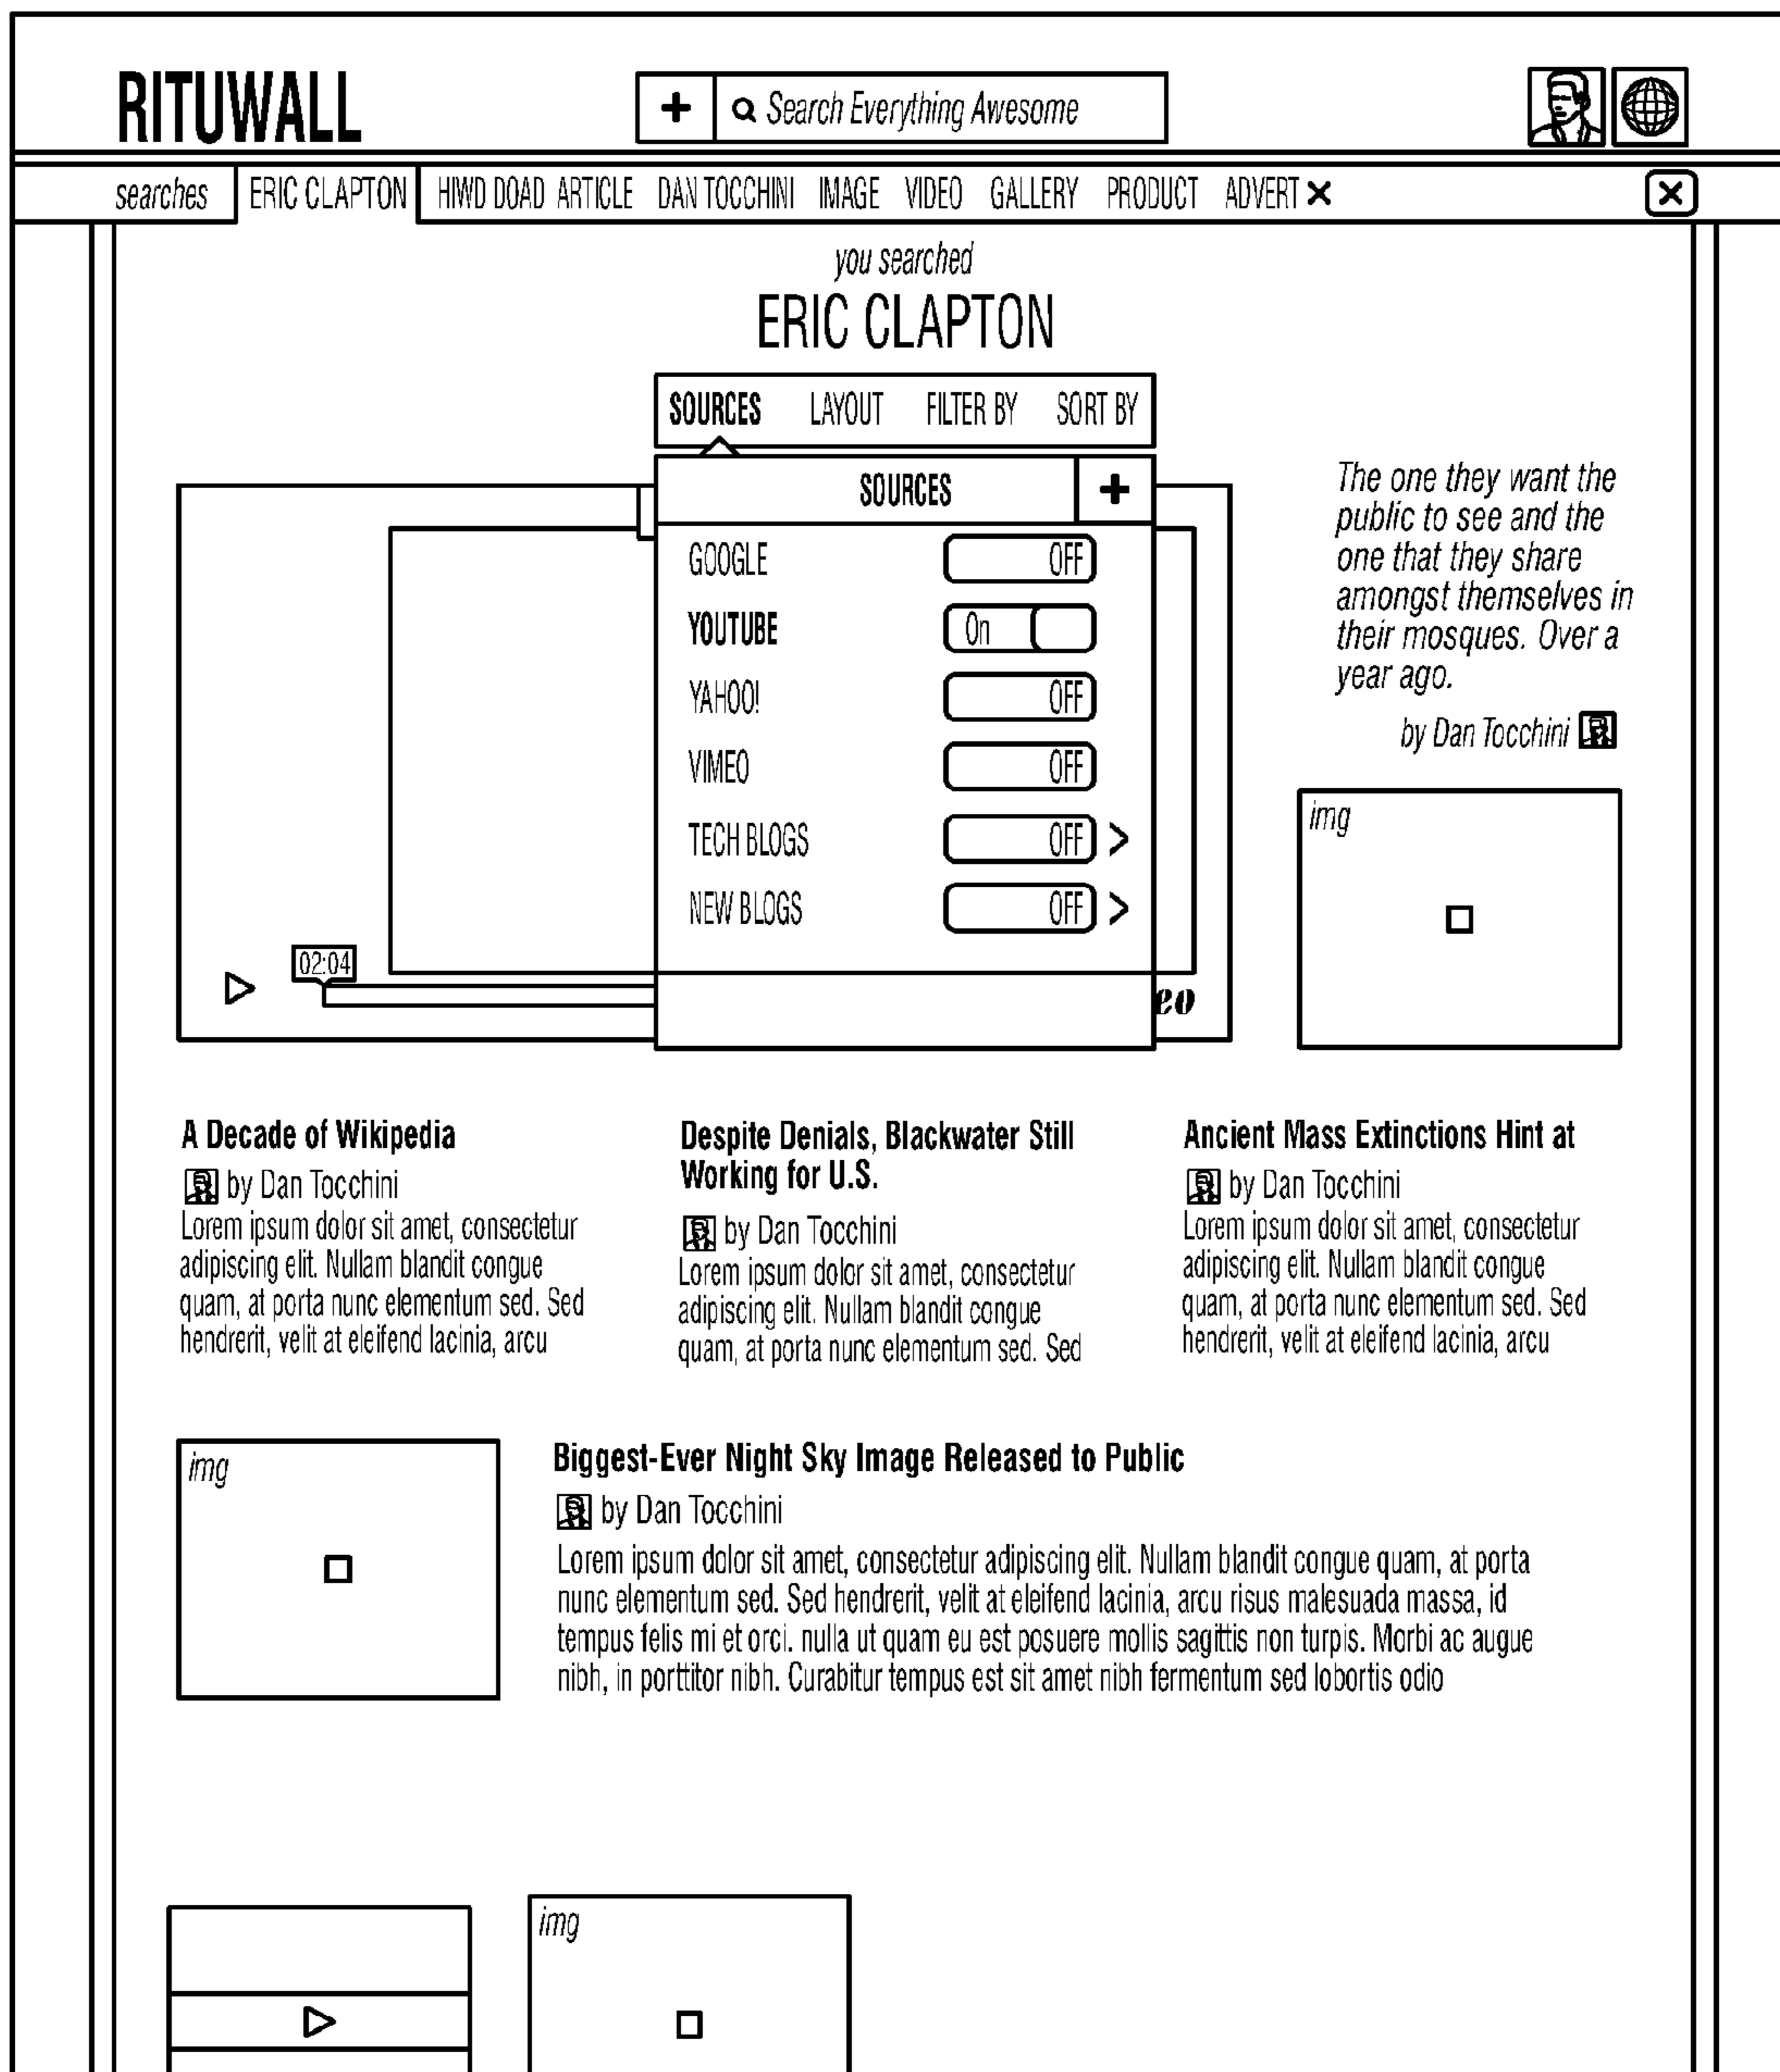 RITUWALL
+ Search Everything Awesome
searches ERIC CLAPTON HIWD DOAD ARTICLE DAN TOCCHINI IMAGE VIDEO GALLERY PRODUCT ADVERT
you searched
ERIC CLAPTON
SOURCES LAYOUT FILTER BY SORT BY
SOURCES +
GOOGLE OFF
YOUTUBE On
YAHOO! OFF
VIMEO OFF
TECH BLOGS OFF >
NEW BLOGS OFF >
02:04
eo
The one they want the
public to see and the
one that they share
amongst themselves in
their mosques. Over a
year ago.
by Dan Tocchini
img
A Decade of Wikipedia
by Dan Tocchini
Lorem ipsum dolor sit amet, consectetur
adipiscing elit. Nullam blandit congue
quam, at porta nunc elementum sed. Sed
hendrerit, velit at eleifend lacinia, arcu
Despite Denials, Blackwater Still
Working for U.S.
by Dan Tocchini
Lorem ipsum dolor sit amet, consectetur
adipiscing elit. Nullam blandit congue
quam, at porta nunc elementum sed. Sed
Ancient Mass Extinctions Hint at
by Dan Tocchini
Lorem ipsum dolor sit amet, consectetur
adipiscing elit. Nullam blandit congue
quam, at porta nunc elementum sed. Sed
hendrerit, velit at eleifend lacinia, arcu
img
Biggest-Ever Night Sky Image Released to Public
by Dan Tocchini
Lorem ipsum dolor sit amet, consectetur adipiscing elit. Nullam blandit congue quam, at porta
nunc elementum sed. Sed hendrerit, velit at eleifend lacinia, arcu risus malesuada massa, id
tempus felis mi et orci. nulla ut quam eu est posuere mollis sagittis non turpis. Morbi ac augue
nibh, in porttitor nibh. Curabitur tempus est sit amet nibh fermentum sed lobortis odio
img